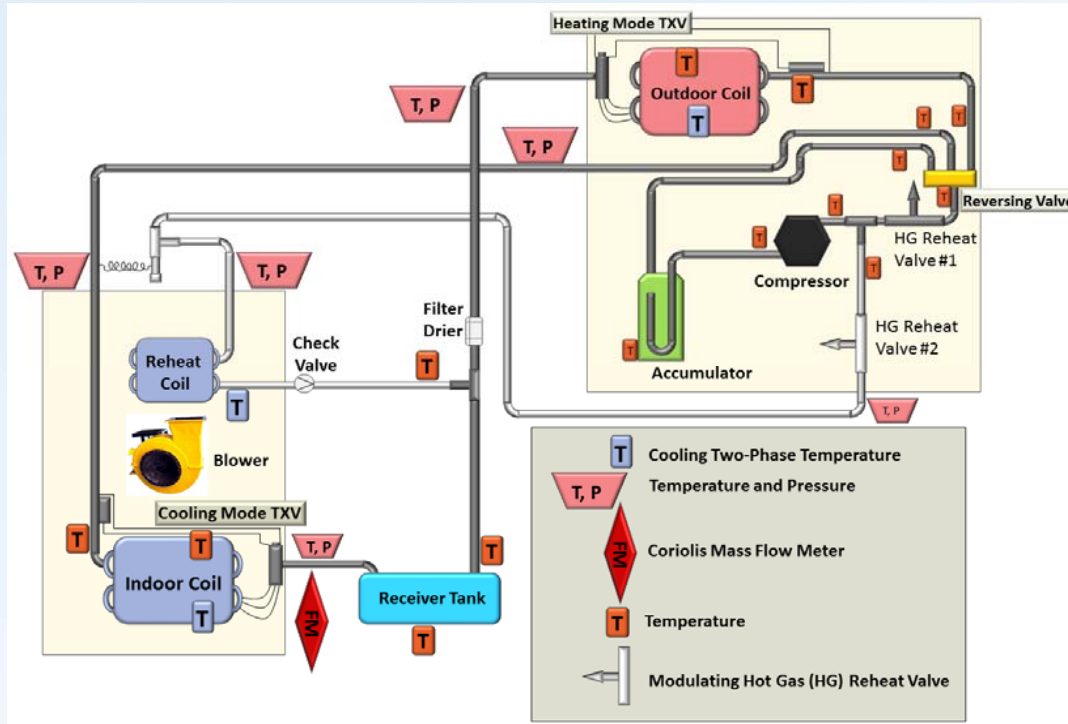 Heating Mode TXV
T
Outdoor Coil
T
T
T, P
T, P
T
T
T
T
Reversing Valve
T
T
HG Reheat
Valve #1
T
Compressor
T
T, P
T, P
Filter
Drier
HG Reheat
Valve #2
T
Accumulator
Check
Valve
Reheat
Coil
T
T
T, P
Blower
Cooling Mode TXV
T
T
T, P
T
Indoor Coil
T
FM
Receiver Tank
T
T
Cooling Two-Phase Temperature
T, P
Temperature and Pressure
FM
Coriolis Mass Flow Meter
T
Temperature
Modulating Hot Gas (HG) Reheat Valve